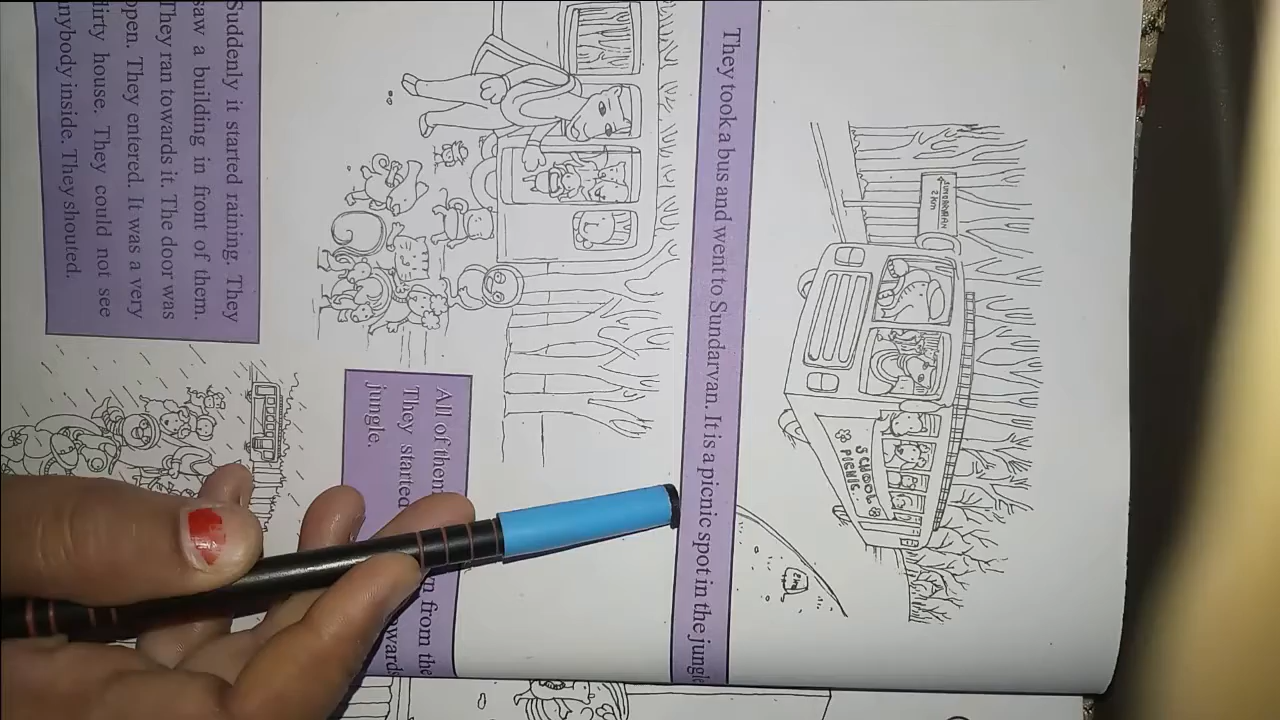 SUNDARVAN
2 Km
SCHOOL
PICNIC
2 Km
They took a bus and went to Sundarvan. It is a picnic spot in the jungle
All of them from the
They started towards
jungle.
Suddenly it started raining. They
saw a building in front of them.
They ran towards it. The door was
open. They entered. It was a very
dirty house. They could not see
anybody inside. They shouted.